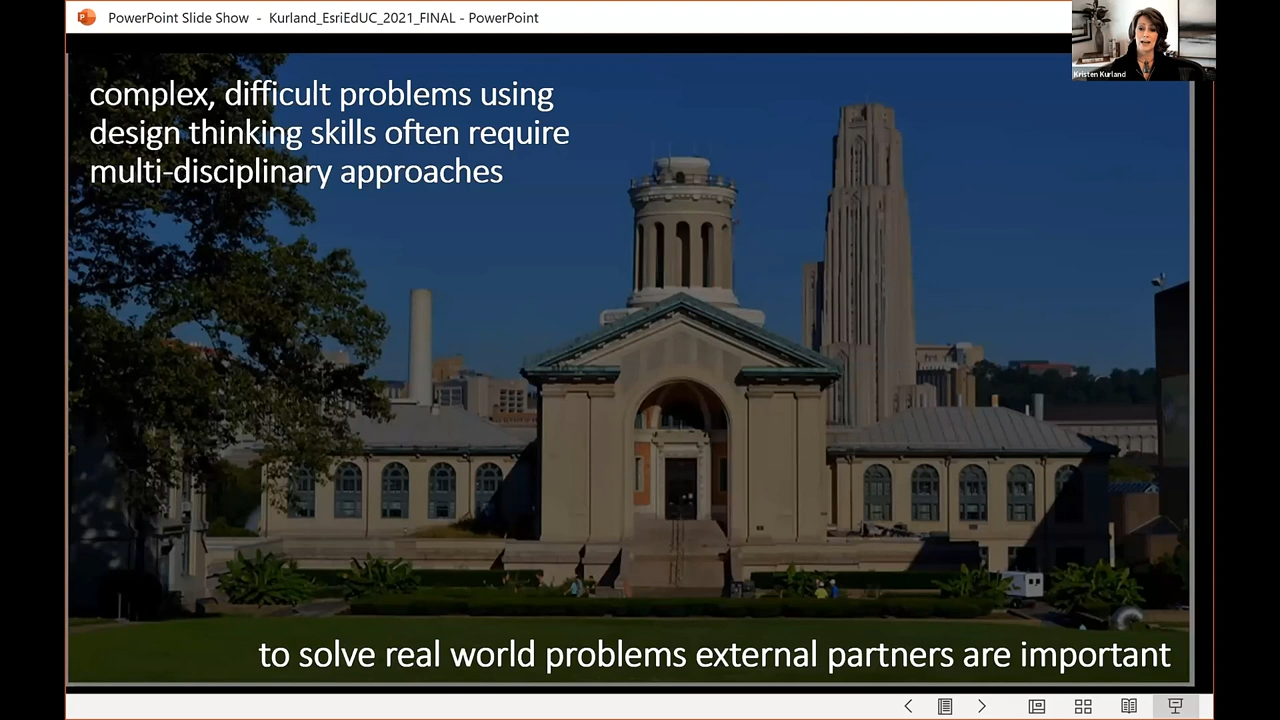 PowerPoint Slide Show - Kurland_EsriEdUC_2021_FINAL - PowerPoint
Kristen Kurland
complex, difficult problems using
design thinking skills often require
multi-disciplinary approaches
to solve real world problems external partners are important